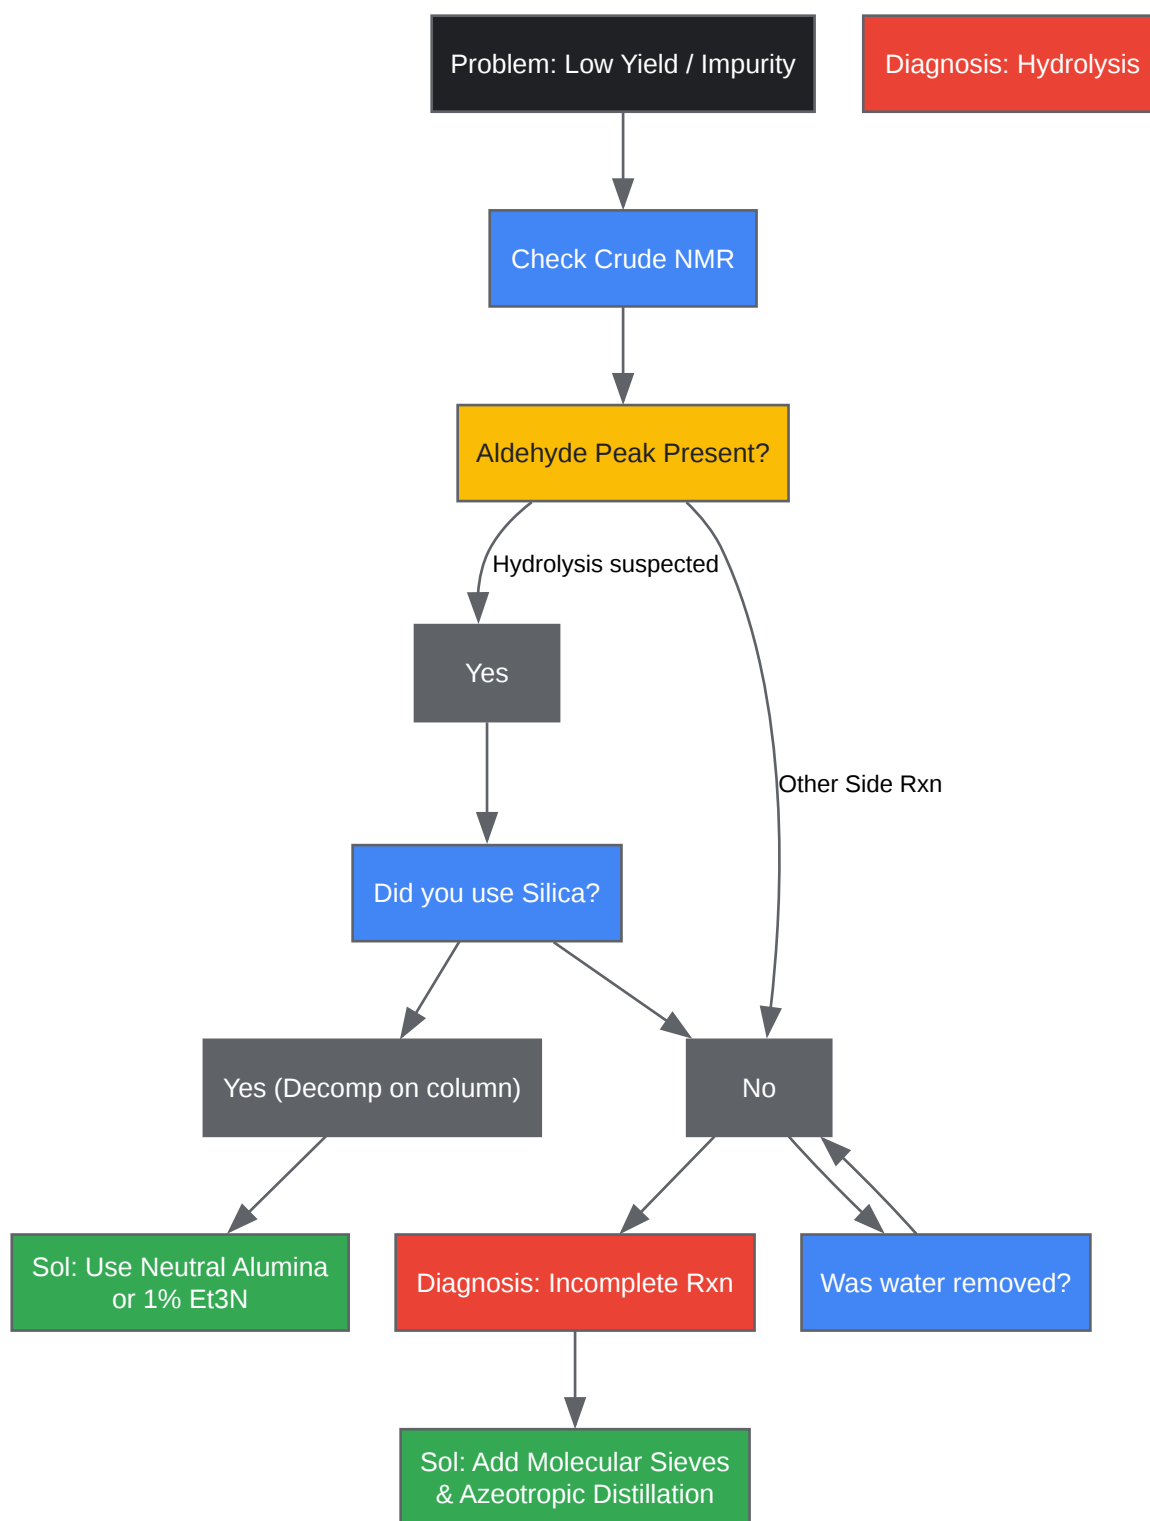 Problem: Low Yield / Impurity
Diagnosis: Hydrolysis
Check Crude NMR
Aldehyde Peak Present?
Hydrolysis suspected
Yes
Other Side Rxn
Did you use Silica?
Yes (Decomp on column)
No
Sol: Use Neutral Alumina
or 1% Et3N
Diagnosis: Incomplete Rxn
Was water removed?
Sol: Add Molecular Sieves
& Azeotropic Distillation